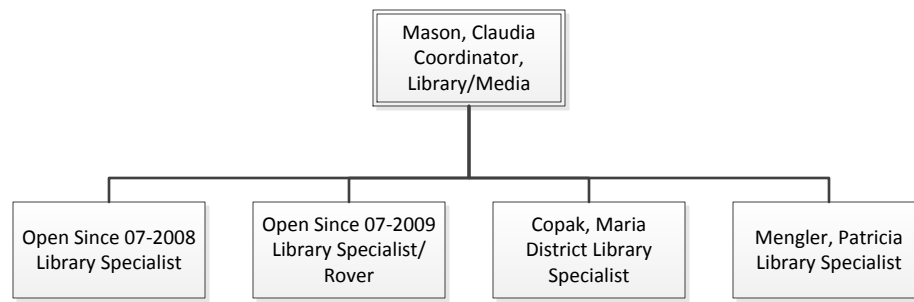 Mason, Claudia
Coordinator,
Library/Media
Open Since 07-2008
Library Specialist
Open Since 07-2009
Library Specialist/
Rover
Copak, Maria
District Library
Specialist
Mengler, Patricia
Library Specialist